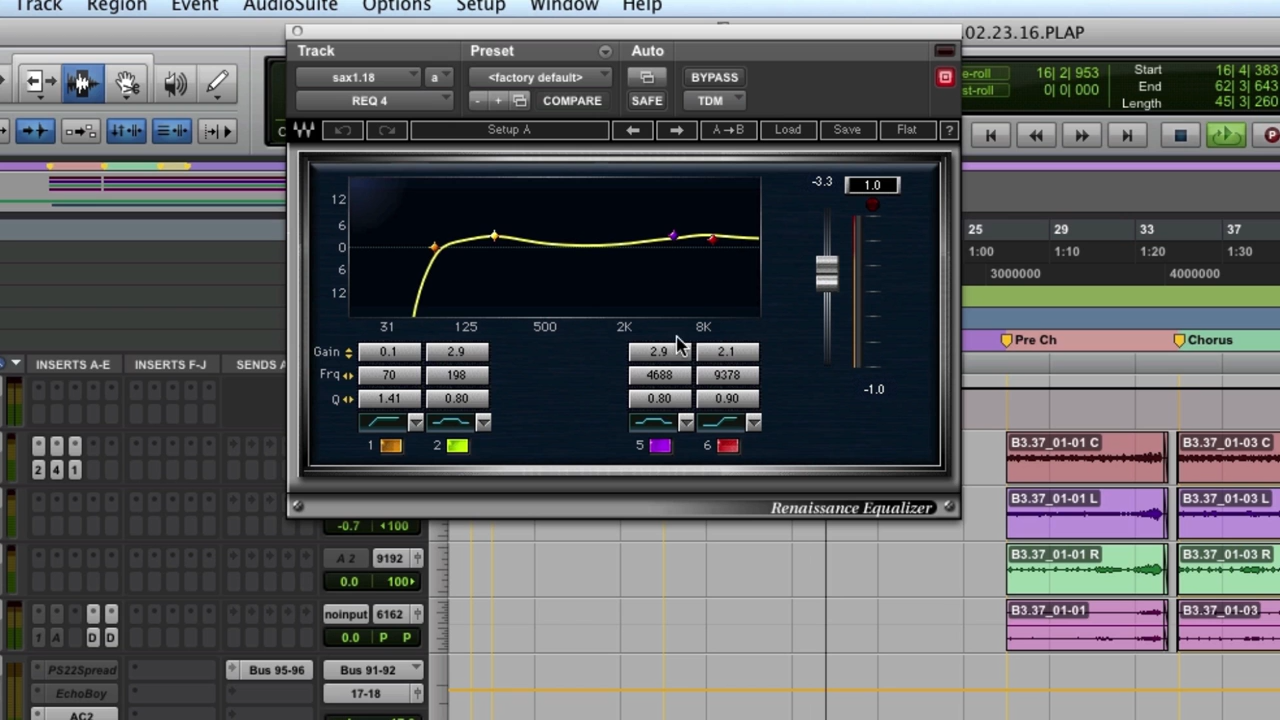 Track Region Event AudioSuite Options Setup Window Help
.02.23.16.PLAP
Track Preset Auto
sax1.18 a <factory default> BYPASS
REQ 4 - + COMPARE SAFE TDM
Setup A A→B Load Save Flat ?
e-roll 16| 2| 953
st-roll 0| 0| 000
Start 16| 4| 383
End 62| 3| 643
Length 45| 3| 260
-3.3 1.0
12
6
0
6
12
31 125 500 2K 8K
-1.0
Gain 0.1 2.9 2.9 2.1
Frq 70 198 4688 9378
Q 1.41 0.80 0.80 0.90
1 2 5 6
Renaissance Equalizer
25 29 33 37
1:00 1:10 1:20 1:30
3000000 4000000
Pre Ch Chorus
INSERTS A-E INSERTS F-J SENDS A
2 4 1
B3.37_01-01 C B3.37_01-03 C
B3.37_01-01 L B3.37_01-03 L
-0.7 100
B3.37_01-01 R B3.37_01-03 R
A 2 9192
0.0 100
B3.37_01-01 B3.37_01-03
noinput 6162
1 A D D 0.0 P P
PS22Spread Bus 95-96 Bus 91-92
EchoBoy 17-18
AC2